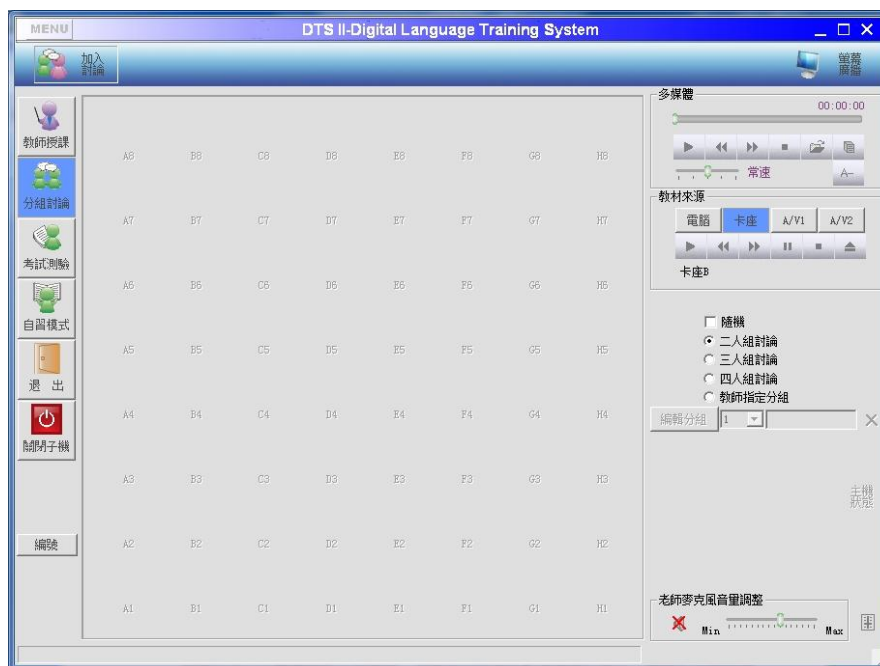 MENU
DTS II-Digital Language Training System
加入
討論
螢幕
廣播
教師授課
分組討論
考試測驗
自習模式
退 出
關閉子機
編號
A8 B8 C8 D8 E8 F8 G8 H8
A7 B7 C7 D7 E7 F7 G7 H7
A6 B6 C6 D6 E6 F6 G6 H6
A5 B5 C5 D5 E5 F5 G5 H5
A4 B4 C4 D4 E4 F4 G4 H4
A3 B3 C3 D3 E3 F3 G3 H3
A2 B2 C2 D2 E2 F2 G2 H2
A1 B1 C1 D1 E1 F1 G1 H1
多媒體
00:00:00
常速
A-
教材來源
電腦 卡座 A/V1 A/V2
卡座B
隨機
二人組討論
三人組討論
四人組討論
教師指定分組
編輯分組 1
主機
狀態
老師麥克風音量調整
Min Max